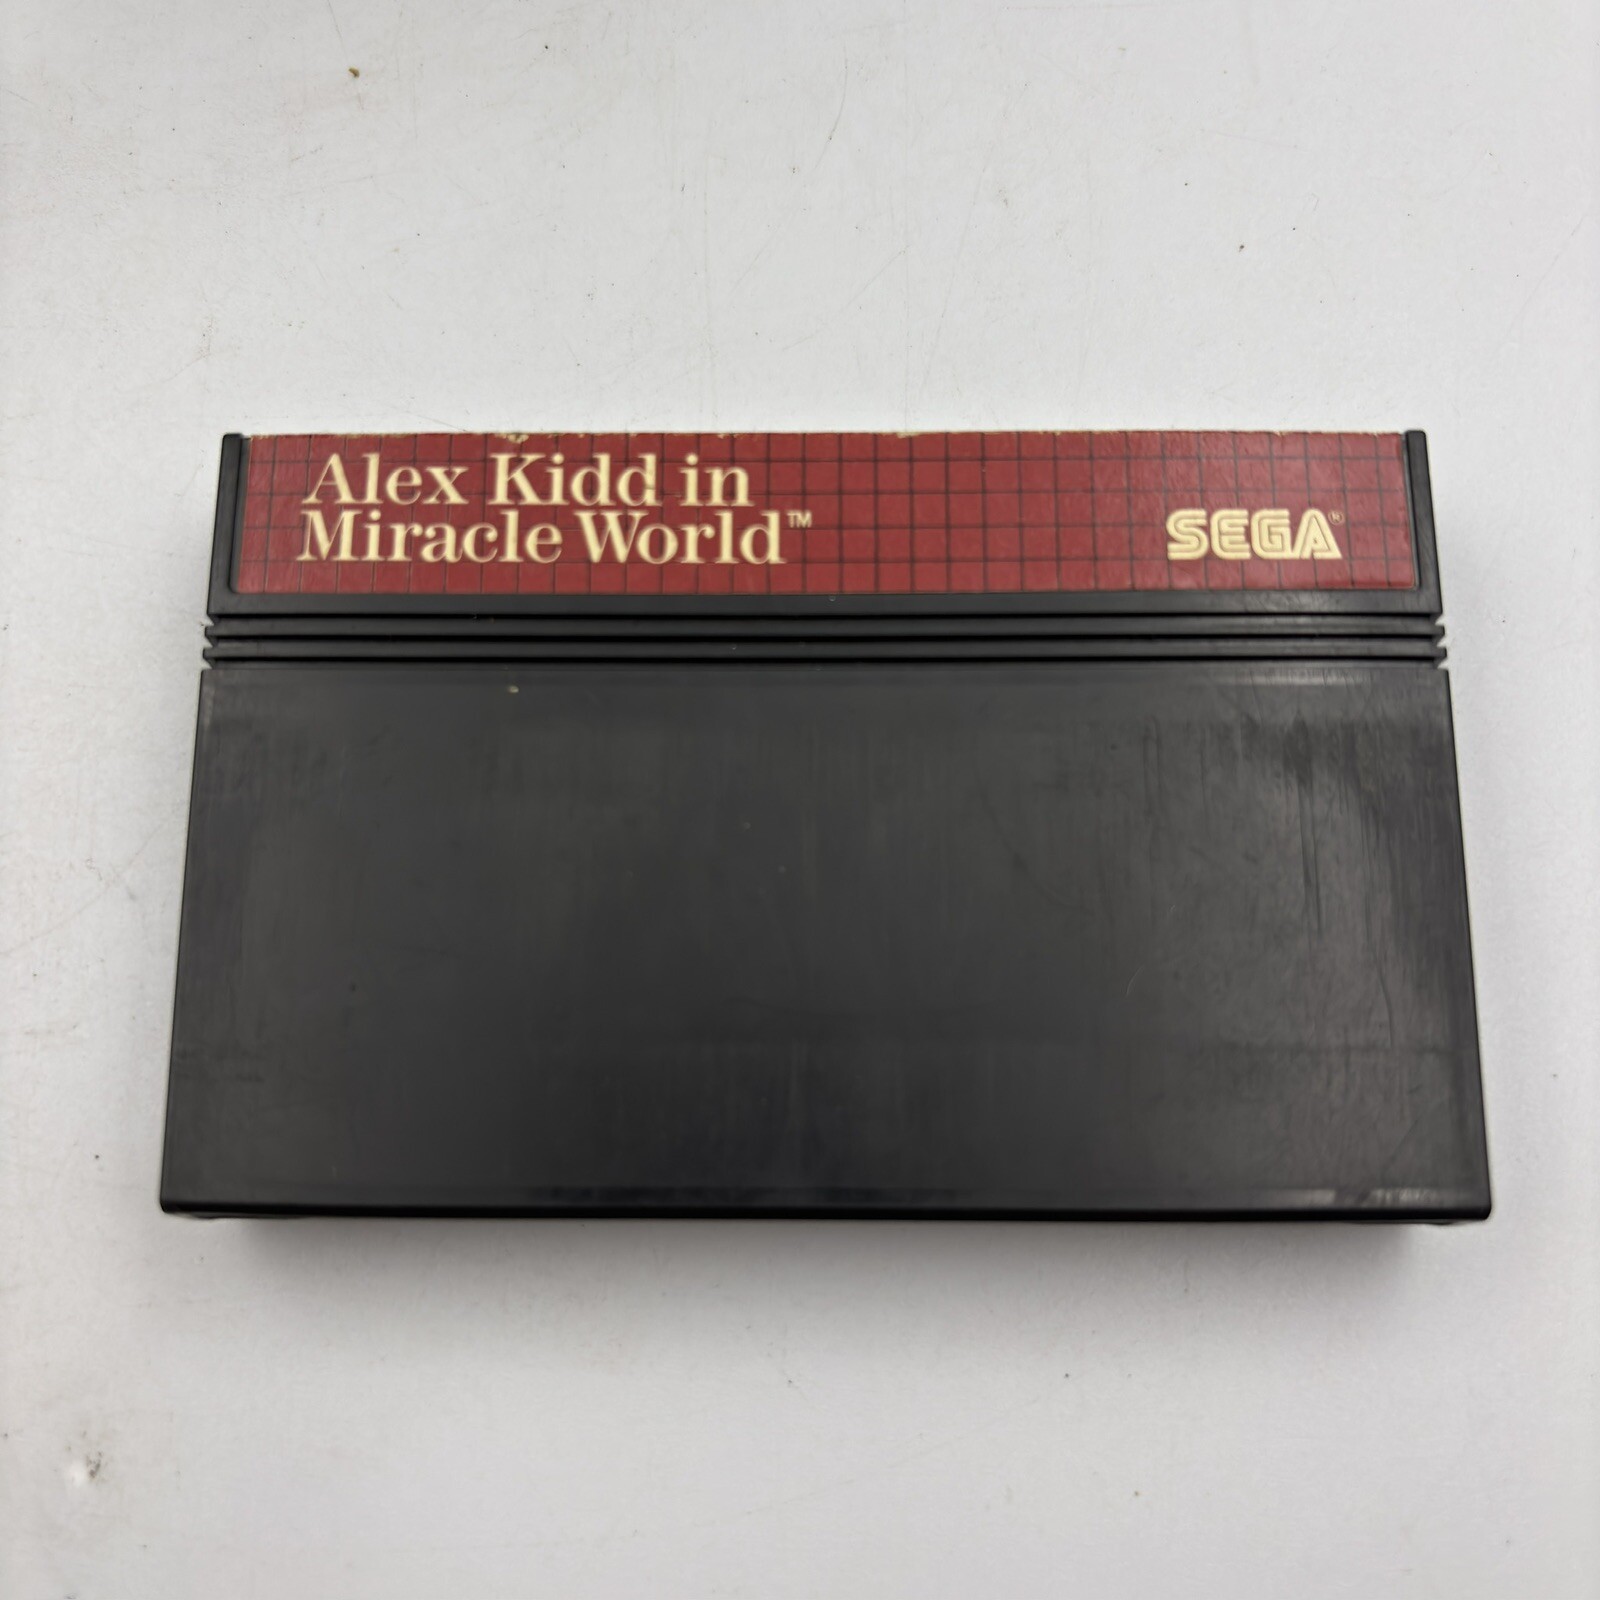 Alex Kidd in
Miracle World™
SEGA®